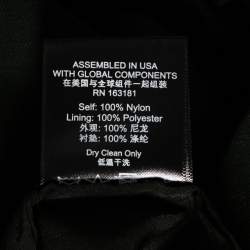 ASSEMBLED IN USA
WITH GLOBAL COMPONENTS
在美国与全球组件一起组装
RN 163181
Self: 100% Nylon
Lining: 100% Polyester
外观: 100% 尼龙
衬垫: 100% 涤纶
Dry Clean Only
低温干洗